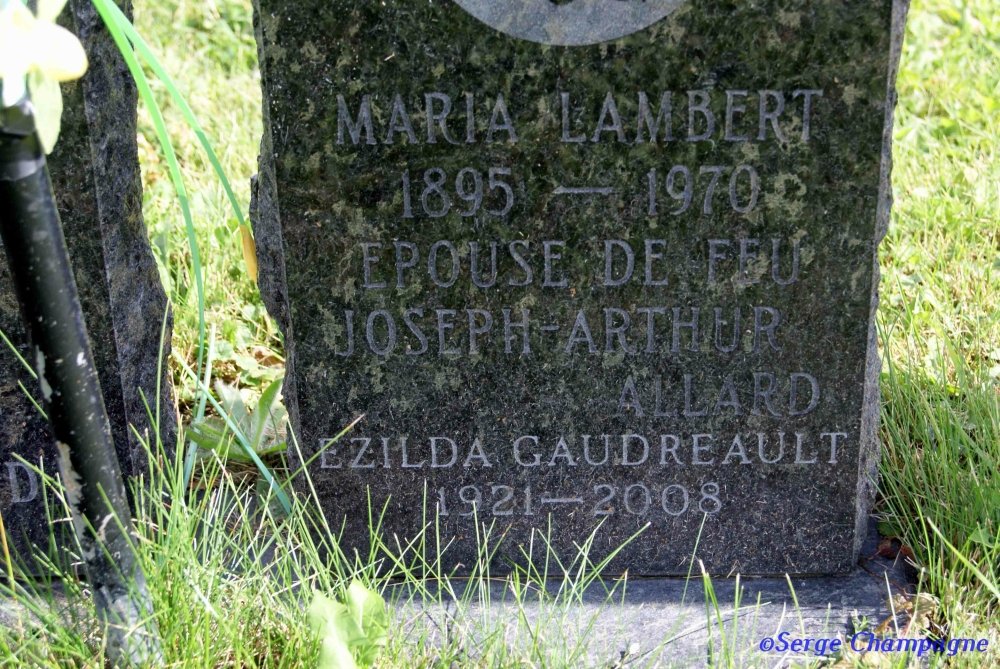 MARIA LAMBERT
1895 — 1970
EPOUSE DE FEU
JOSEPH-ARTHUR
ALLARD
EZILDA GAUDREAULT
1921 — 2008
D
©Serge Champagne